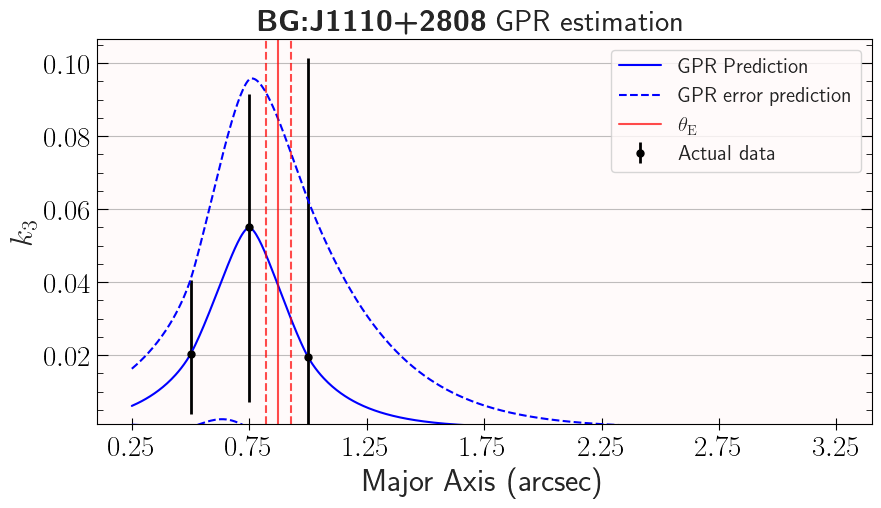 BG:J1110+2808 GPR estimation
GPR Prediction
GPR error prediction
θ_E
Actual data
k_3
0.10
0.08
0.06
0.04
0.02
0.25 0.75 1.25 1.75 2.25 2.75 3.25
Major Axis (arcsec)